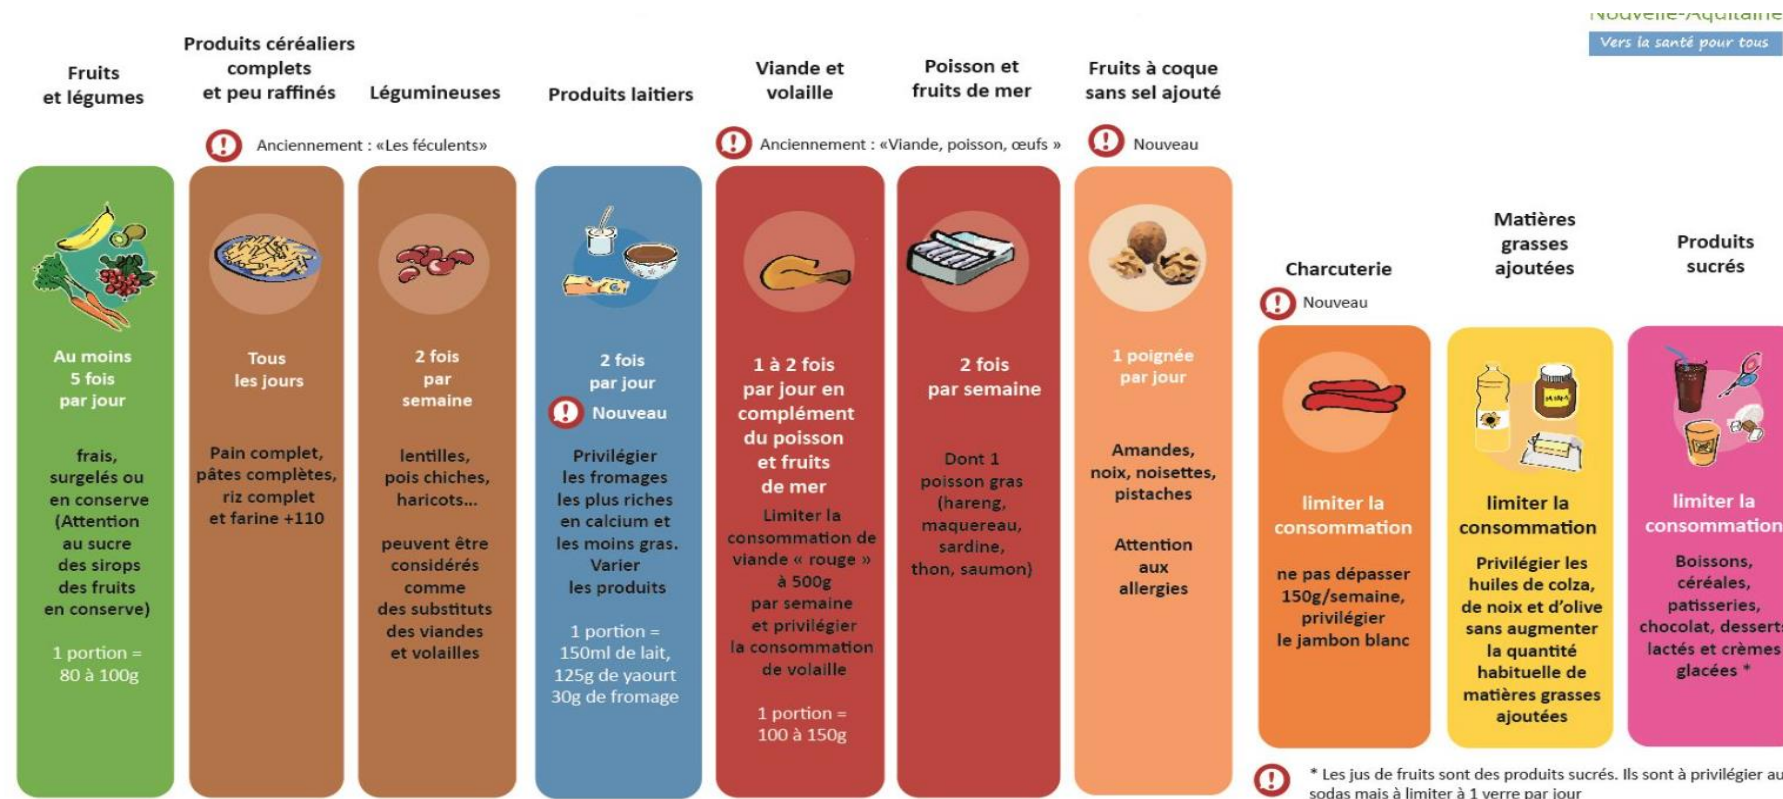 Nouvelle-Aquitaine
Vers la santé pour tous
Fruits
et légumes
Au moins
5 fois
par jour
frais,
surgelés ou
en conserve
(Attention
au sucre
des sirops
des fruits
en conserve)
1 portion =
80 à 100g
Produits céréaliers
complets
et peu raffinés
Anciennement : «Les féculents»
Tous
les jours
Pain complet,
pâtes complètes,
riz complet
et farine +110
Légumineuses
2 fois
par
semaine
lentilles,
pois chiches,
haricots...
peuvent être
considérés
comme
des substituts
des viandes
et volailles
Produits laitiers
2 fois
par jour
Nouveau
Privilégier
les fromages
les plus riches
en calcium et
les moins gras.
Varier
les produits
1 portion =
150ml de lait,
125g de yaourt
30g de fromage
Viande et
volaille
Anciennement : «Viande, poisson, œufs »
1 à 2 fois
par jour en
complément
du poisson
et fruits
de mer
Limiter la
consommation de
viande « rouge »
à 500g
par semaine
et privilégier
la consommation
de volaille
1 portion =
100 à 150g
Poisson et
fruits de mer
2 fois
par semaine
Dont 1
poisson gras
(hareng,
maquereau,
sardine,
thon, saumon)
Fruits à coque
sans sel ajouté
Nouveau
1 poignée
par jour
Amandes,
noix, noisettes,
pistaches
Attention
aux
allergies
Charcuterie
Nouveau
limiter la
consommation
ne pas dépasser
150g/semaine,
privilégier
le jambon blanc
Matières
grasses
ajoutées
limiter la
consommation
Privilégier les
huiles de colza,
de noix et d'olive
sans augmenter
la quantité
habituelle de
matières grasses
ajoutées
Produits
sucrés
limiter la
consommation
Boissons,
céréales,
patisseries,
chocolat, desserts
lactés et crèmes
glacées *
* Les jus de fruits sont des produits sucrés. Ils sont à privilégier au
sodas mais à limiter à 1 verre par jour